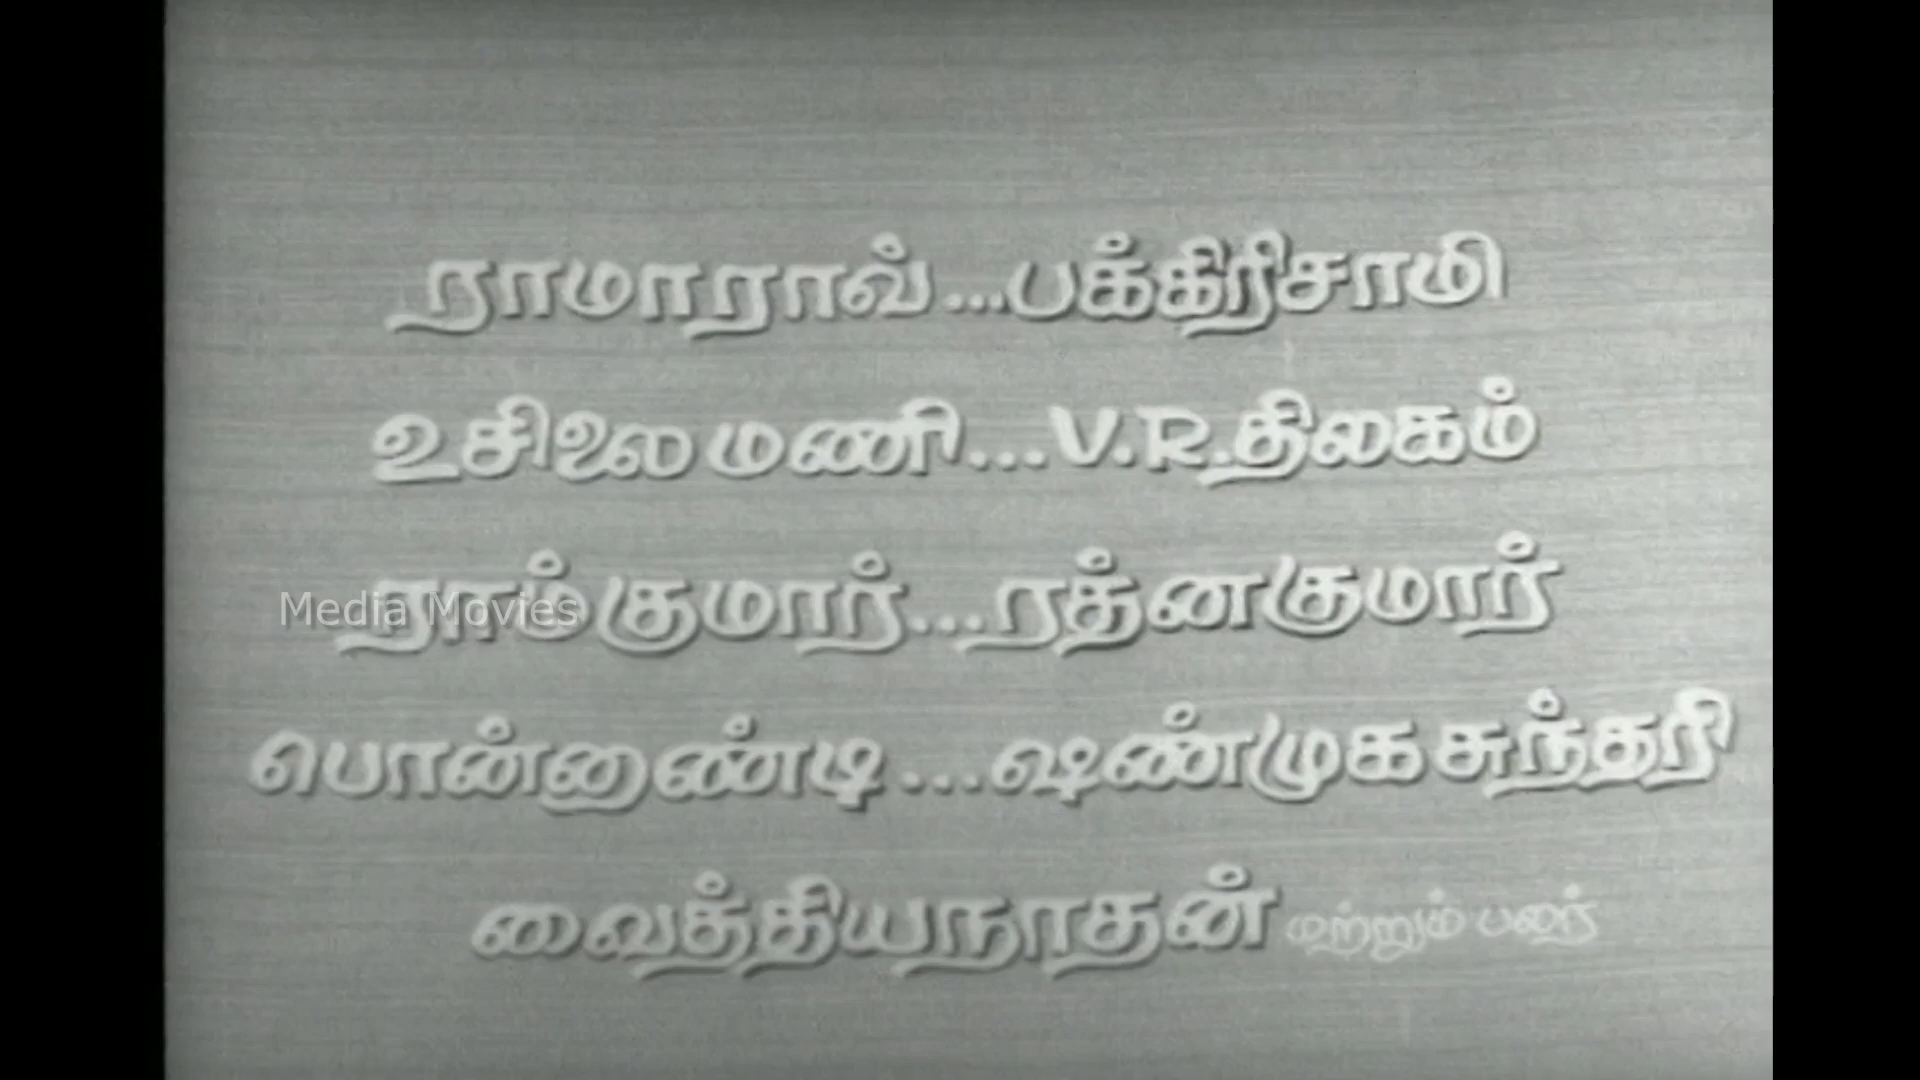 ராமாராவ்...பக்கிரிசாமி
உசிலைமணி...V.R.திலகம்
ராம்குமார்...ரத்னகுமார்
பொன்னுண்டி...ஷண்முகசுந்தரி
வைத்தியநாதன் மற்றும் பலர்
Media Movies